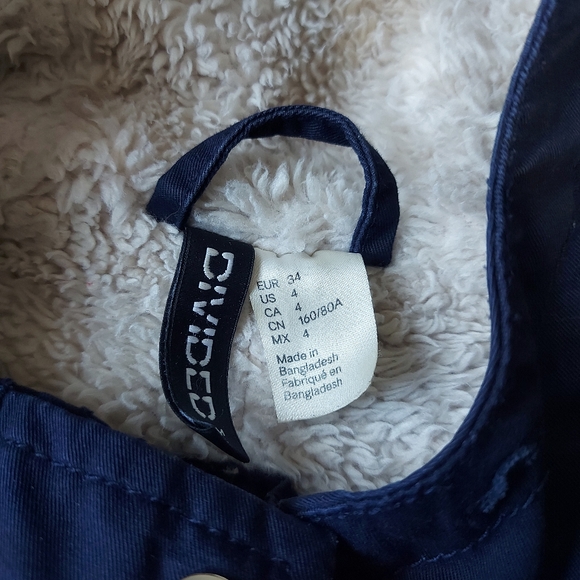 DIVIDED
EUR 34
US 4
CA 4
CN 160/80A
MX 4
Made in
Bangladesh
Fabriqué en
Bangladesh